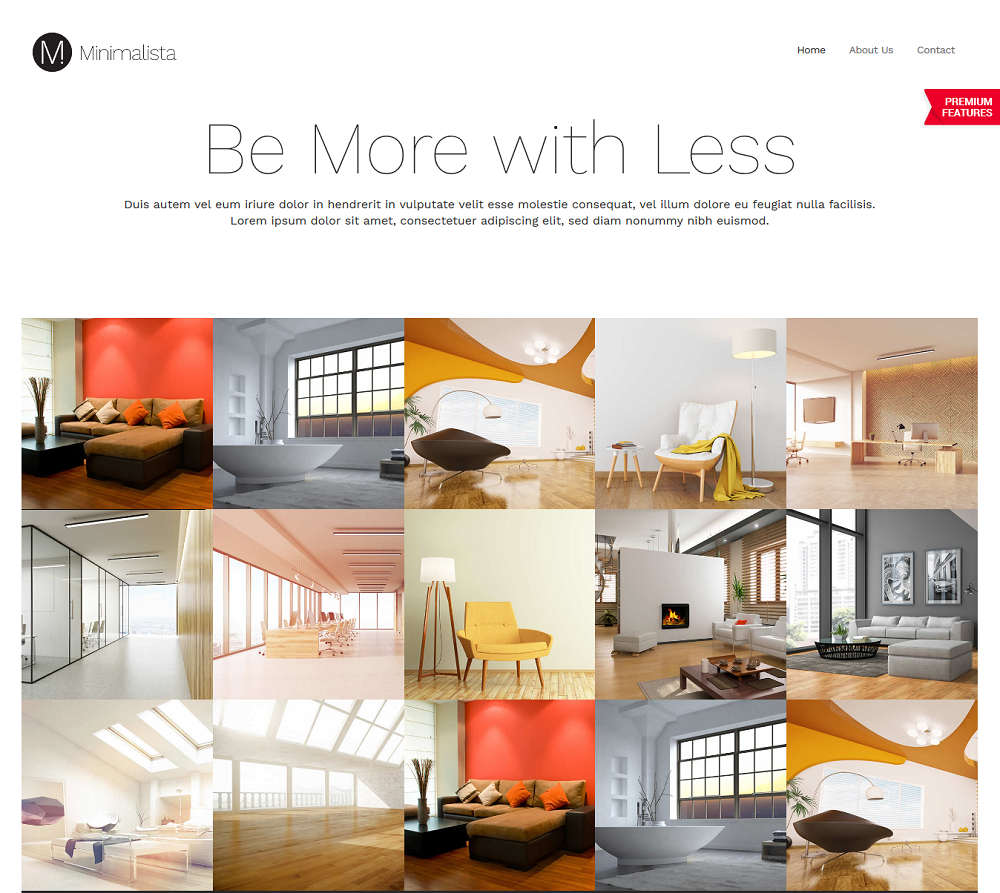 M! Minimalista
Home About Us Contact
PREMIUM
FEATURES
Be More with Less
Duis autem vel eum iriure dolor in hendrerit in vulputate velit esse molestie consequat, vel illum dolore eu feugiat nulla facilisis.
Lorem ipsum dolor sit amet, consectetuer adipiscing elit, sed diam nonummy nibh euismod.